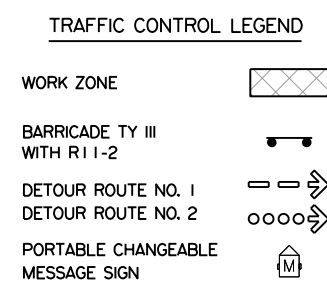 TRAFFIC CONTROL LEGEND
WORK ZONE
BARRICADE TY III
WITH R11-2
DETOUR ROUTE NO. 1
DETOUR ROUTE NO. 2
PORTABLE CHANGEABLE
MESSAGE SIGN
M